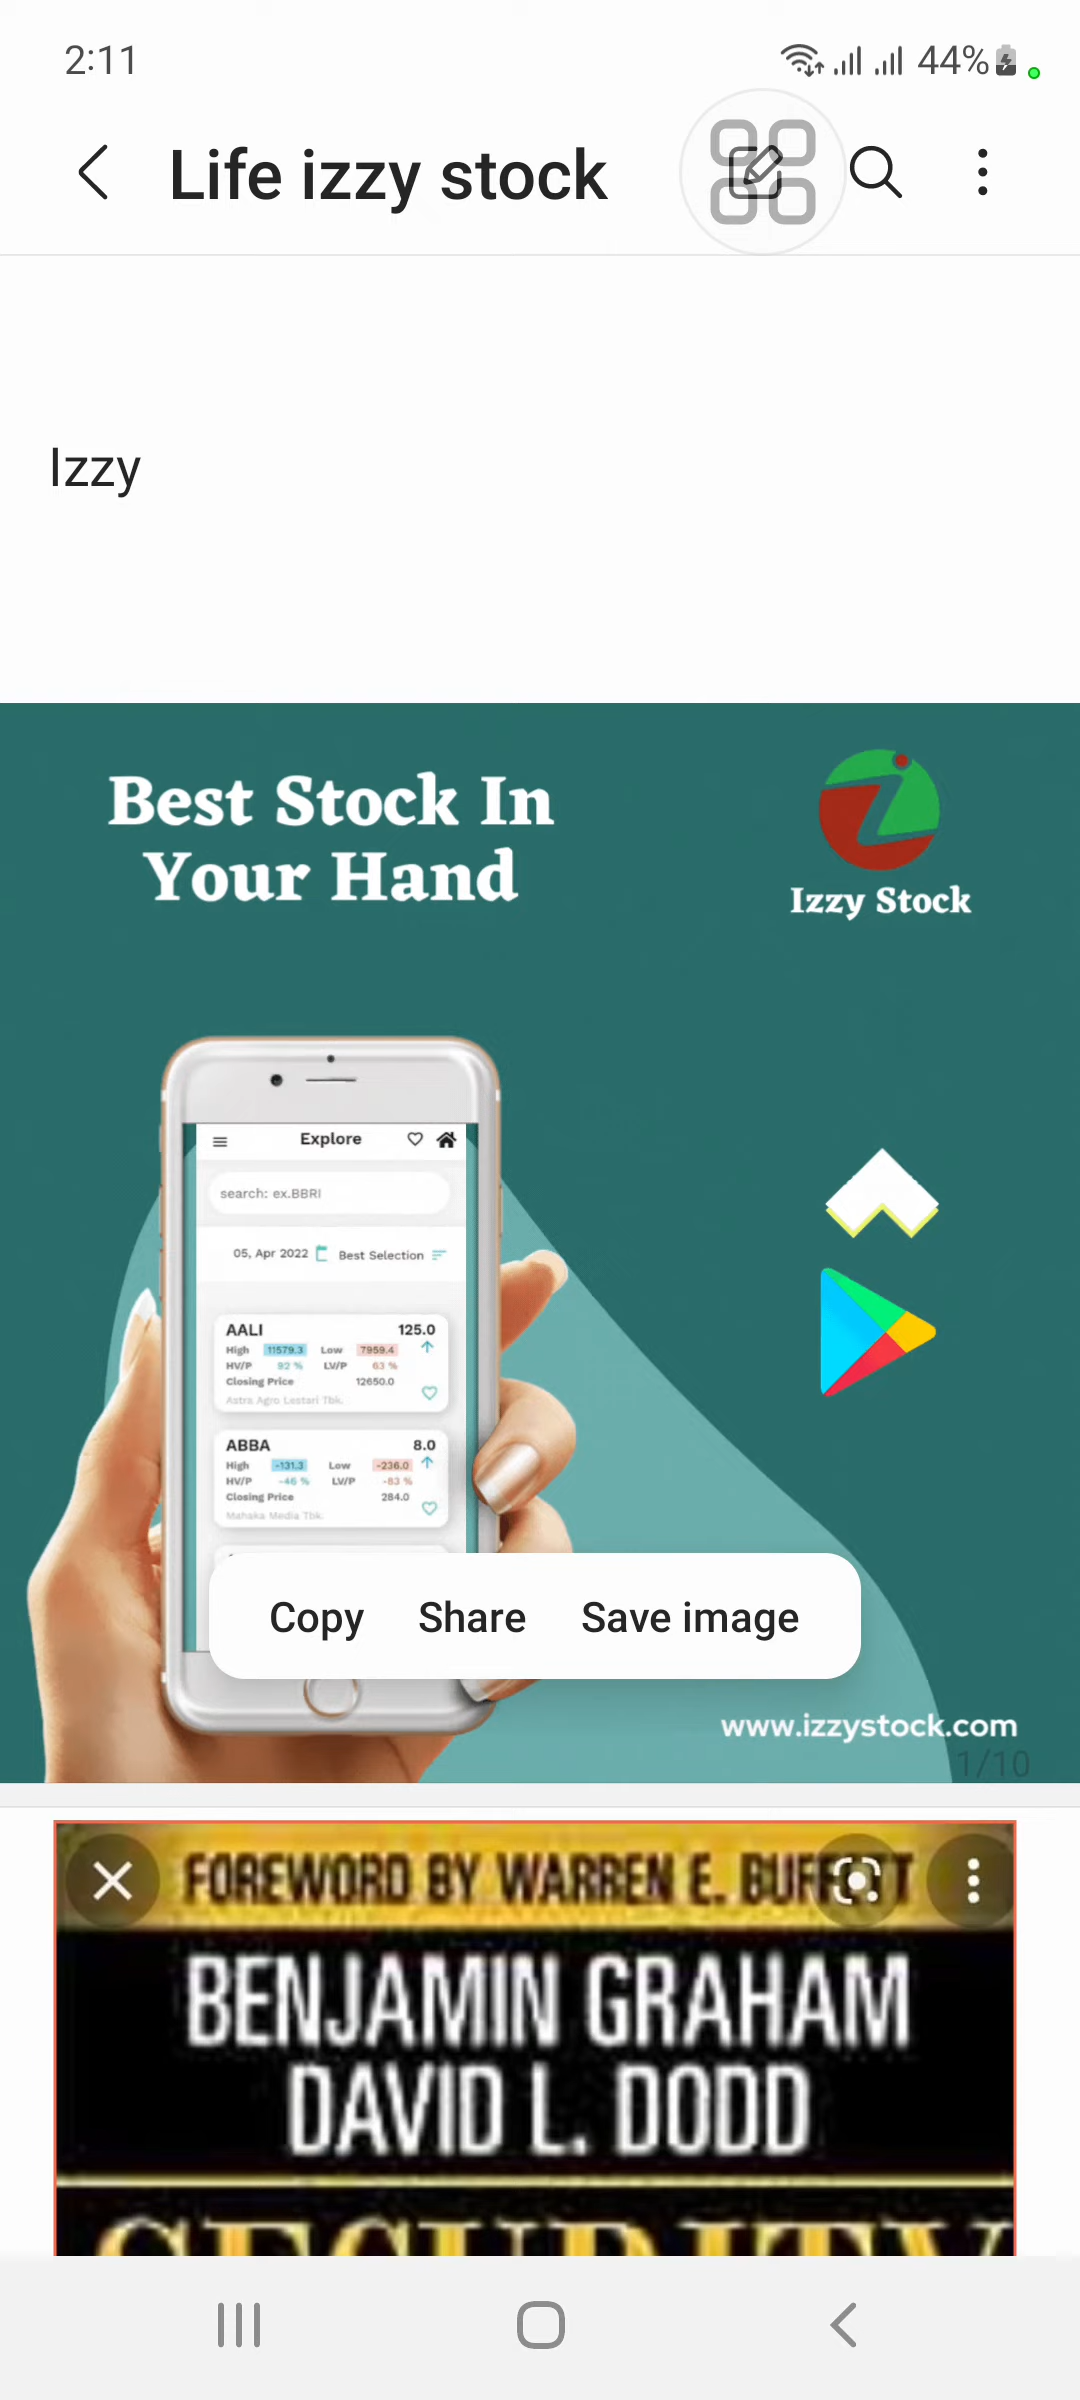 2:11
44%
Life izzy stock
Izzy
Best Stock In
Your Hand
Izzy Stock
Explore
search: ex.BBRI
05, Apr 2022 Best Selection
AALI 125.0
High 11579.3 Low 7959.4
HV/P 92 % LV/P 63 %
Closing Price 12650.0
Astra Agro Lestari Tbk.
ABBA 8.0
High -131.3 Low -236.0
HV/P -46 % LV/P -83 %
Closing Price 284.0
Mahaka Media Tbk.
Copy Share Save image
www.izzystock.com
1/10
FOREWORD BY WARREN E. BUFFETT
BENJAMIN GRAHAM
DAVID L. DODD
SECURITY